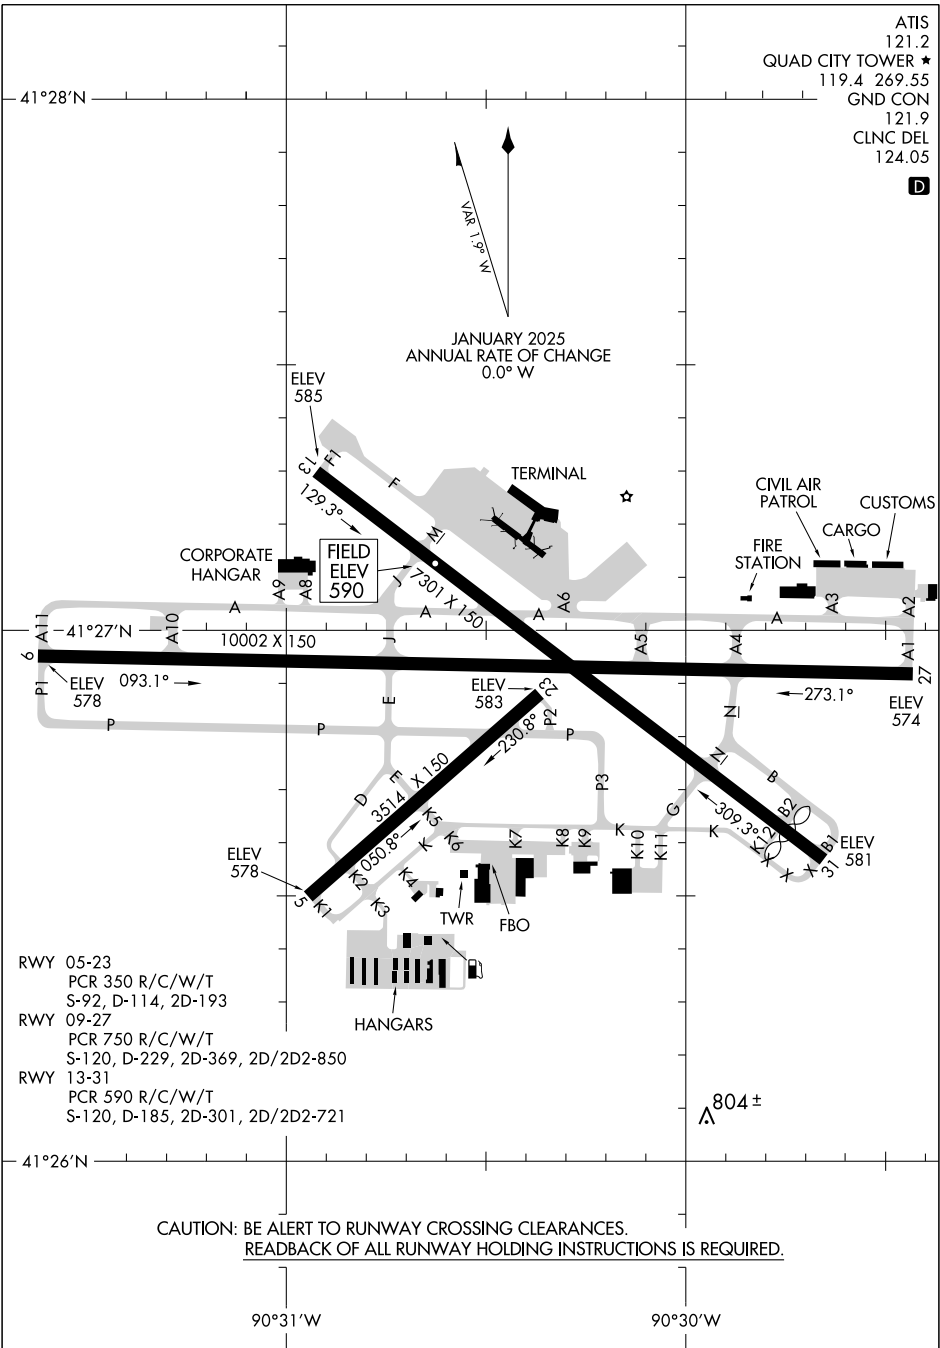 ATIS
121.2
QUAD CITY TOWER ★
119.4 269.55
GND CON
121.9
CLNC DEL
124.05
D
41°28'N
VAR 1.9° W
JANUARY 2025
ANNUAL RATE OF CHANGE
0.0° W
ELEV
585
13
F1
F
129.3°
TERMINAL
CIVIL AIR
PATROL
CUSTOMS
CARGO
FIRE
STATION
CORPORATE
HANGAR
FIELD
ELEV
590
M
J
7301 X 150
A9
A8
A
A
A
A6
A
A3
A2
A11
A10
41°27'N
10002 X 150
J
A5
A4
A1
9
27
P1
ELEV
578
093.1°
E
ELEV
583
23
273.1°
ELEV
574
N
P
P
P2
P
230.8°
N
B
D
E
3514 X 150
P3
G
309.3°
B2
K5
050.8°
K
K6
K7
K8
K9
K
K10
K11
K
K12
B1
ELEV
581
31
X
X
X
ELEV
578
K2
K4
5
K1
K3
TWR
FBO
HANGARS
RWY 05-23
PCR 350 R/C/W/T
S-92, D-114, 2D-193
RWY 09-27
PCR 750 R/C/W/T
S-120, D-229, 2D-369, 2D/2D2-850
RWY 13-31
PCR 590 R/C/W/T
S-120, D-185, 2D-301, 2D/2D2-721
804±
41°26'N
CAUTION: BE ALERT TO RUNWAY CROSSING CLEARANCES.
READBACK OF ALL RUNWAY HOLDING INSTRUCTIONS IS REQUIRED.
90°31'W
90°30'W